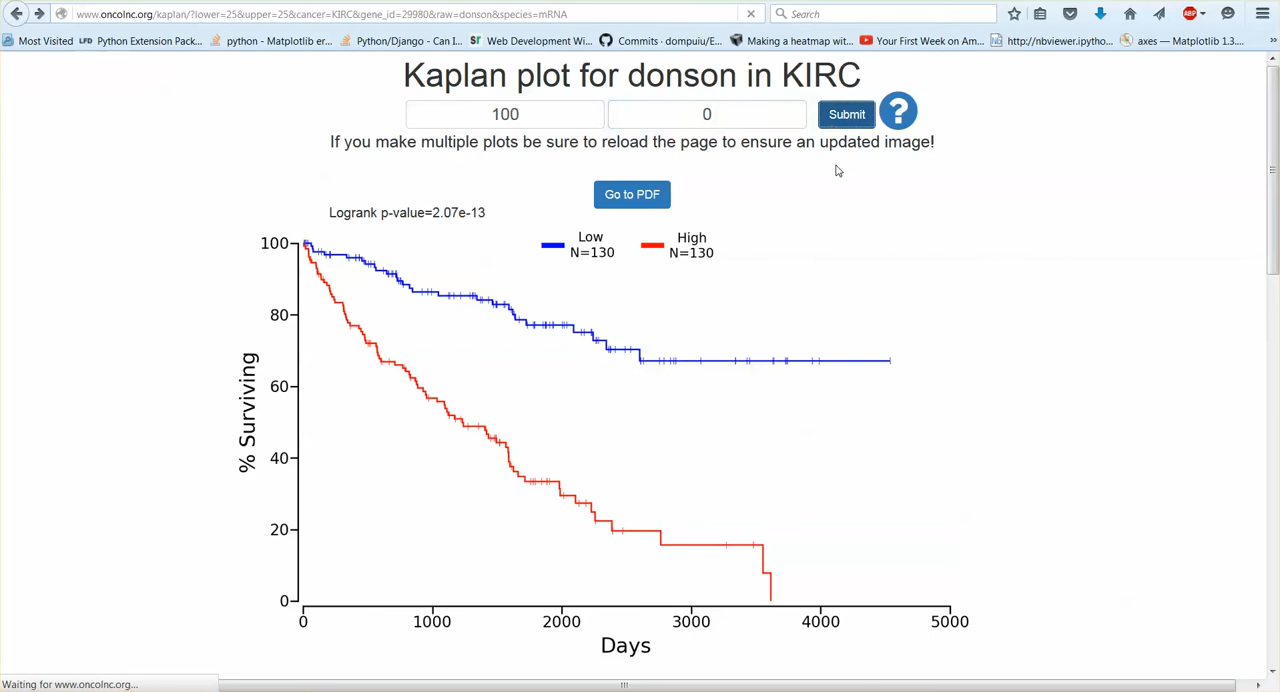 www.oncolnc.org/kaplan/?lower=25&upper=25&cancer=KIRC&gene_id=29980&raw=donson&species=mRNA
Search
ABP
Most Visited LFD Python Extension Pack... python - Matplotlib er... Python/Django - Can I... ST Web Development Wi... Commits · dompuiu/E... Making a heatmap wit... Your First Week on Am... http://nbviewer.ipytho... axes — Matplotlib 1.3.... »
Kaplan plot for donson in KIRC
100 0 Submit ?
If you make multiple plots be sure to reload the page to ensure an updated image!
Go to PDF
Logrank p-value=2.07e-13
Low High
N=130 N=130
100
80
60
40
20
0
% Surviving
0 1000 2000 3000 4000 5000
Days
Waiting for www.oncolnc.org...